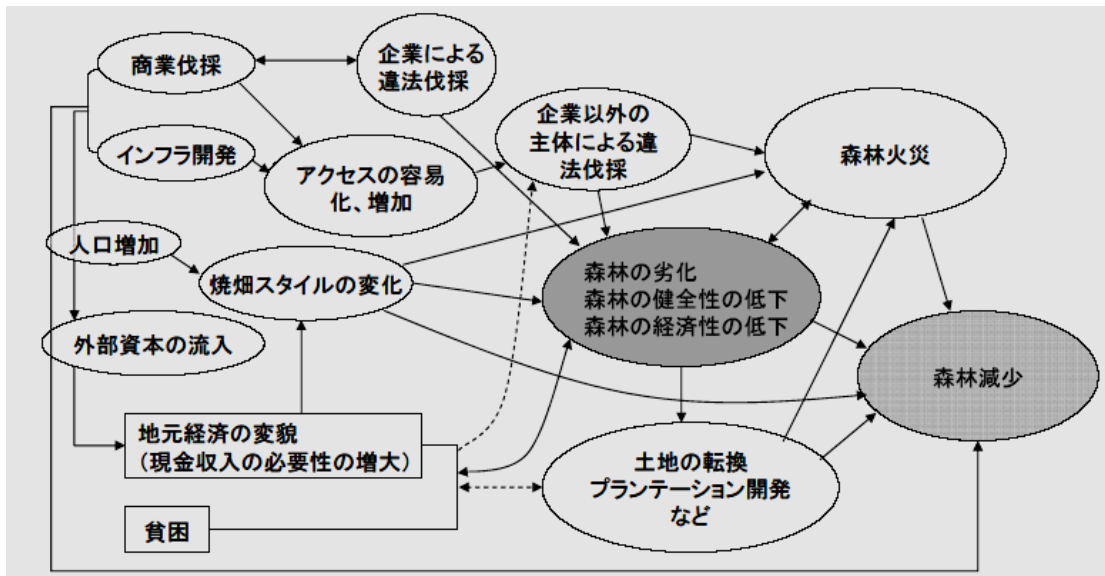 商業伐採
企業による
違法伐採
企業以外の
主体による違
法伐採
森林火災
インフラ開発
アクセスの容易
化、増加
人口増加
焼畑スタイルの変化
森林の劣化
森林の健全性の低下
森林の経済性の低下
外部資本の流入
森林減少
地元経済の変貌
(現金収入の必要性の増大)
土地の転換
プランテーション開発
など
貧困